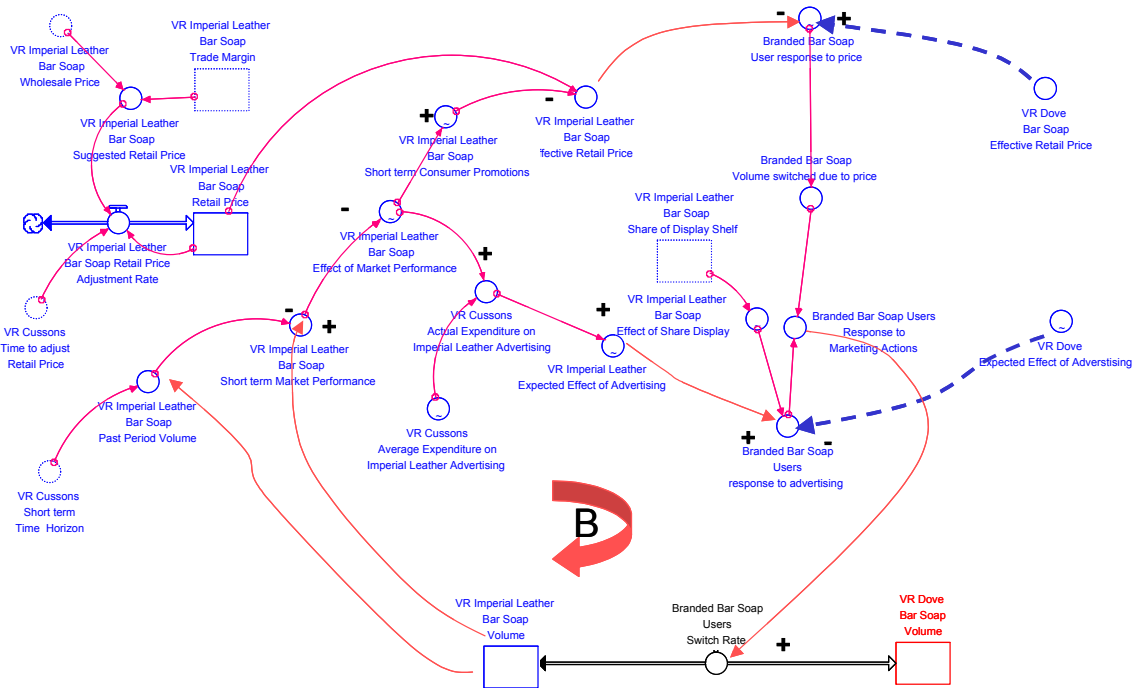 VR Imperial Leather
Bar Soap
Wholesale Price
VR Imperial Leather
Bar Soap
Trade Margin
VR Imperial Leather
Bar Soap
Suggested Retail Price
VR Imperial Leather
Bar Soap
Retail Price
VR Imperial Leather
Bar Soap Retail Price
Adjustment Rate
VR Cussons
Time to adjust
Retail Price
+
~
VR Imperial Leather
Bar Soap
Short term Consumer Promotions
-
VR Imperial Leather
Bar Soap
ffective Retail Price
-
+
~
Branded Bar Soap
User response to price
VR Dove
Bar Soap
Effective Retail Price
Branded Bar Soap
Volume switched due to price
-
~
VR Imperial Leather
Bar Soap
Effect of Market Performance
VR Imperial Leather
Bar Soap
Share of Display Shelf
+
VR Cussons
Actual Expenditure on
Imperial Leather Advertising
-
+
~
VR Imperial Leather
Bar Soap
Short term Market Performance
VR Imperial Leather
Bar Soap
Effect of Share Display
+
~
VR Imperial Leather
Expected Effect of Advertising
Branded Bar Soap Users
Response to
Marketing Actions
~
VR Dove
Expected Effect of Adverstising
VR Imperial Leather
Bar Soap
Past Period Volume
~
VR Cussons
Average Expenditure on
Imperial Leather Advertising
+
-
Branded Bar Soap
Users
response to advertising
VR Cussons
Short term
Time Horizon
B
VR Imperial Leather
Bar Soap
Volume
Branded Bar Soap
Users
Switch Rate
+
VR Dove
Bar Soap
Volume